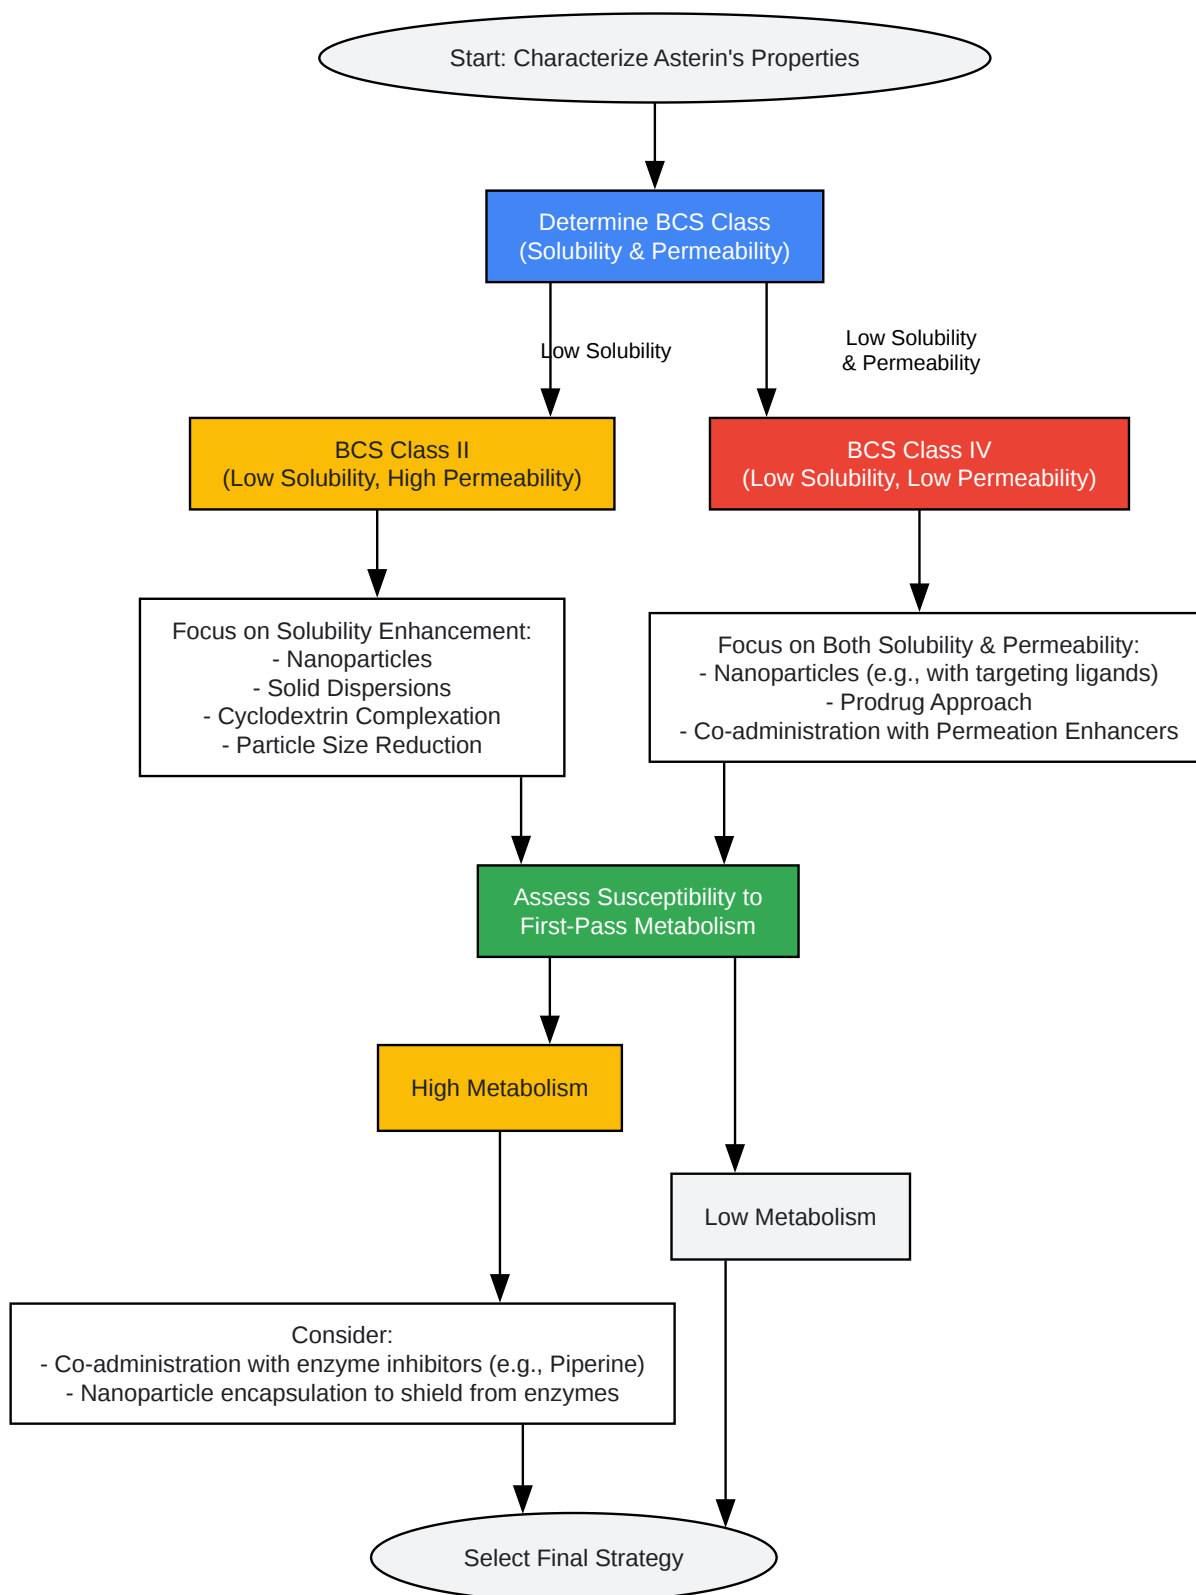 Start: Characterize Asterin's Properties
Determine BCS Class
(Solubility & Permeability)
Low Solubility
Low Solubility
& Permeability
BCS Class II
(Low Solubility, High Permeability)
BCS Class IV
(Low Solubility, Low Permeability)
Focus on Solubility Enhancement:
- Nanoparticles
- Solid Dispersions
- Cyclodextrin Complexation
- Particle Size Reduction
Focus on Both Solubility & Permeability:
- Nanoparticles (e.g., with targeting ligands)
- Prodrug Approach
- Co-administration with Permeation Enhancers
Assess Susceptibility to
First-Pass Metabolism
High Metabolism
Low Metabolism
Consider:
- Co-administration with enzyme inhibitors (e.g., Piperine)
- Nanoparticle encapsulation to shield from enzymes
Select Final Strategy